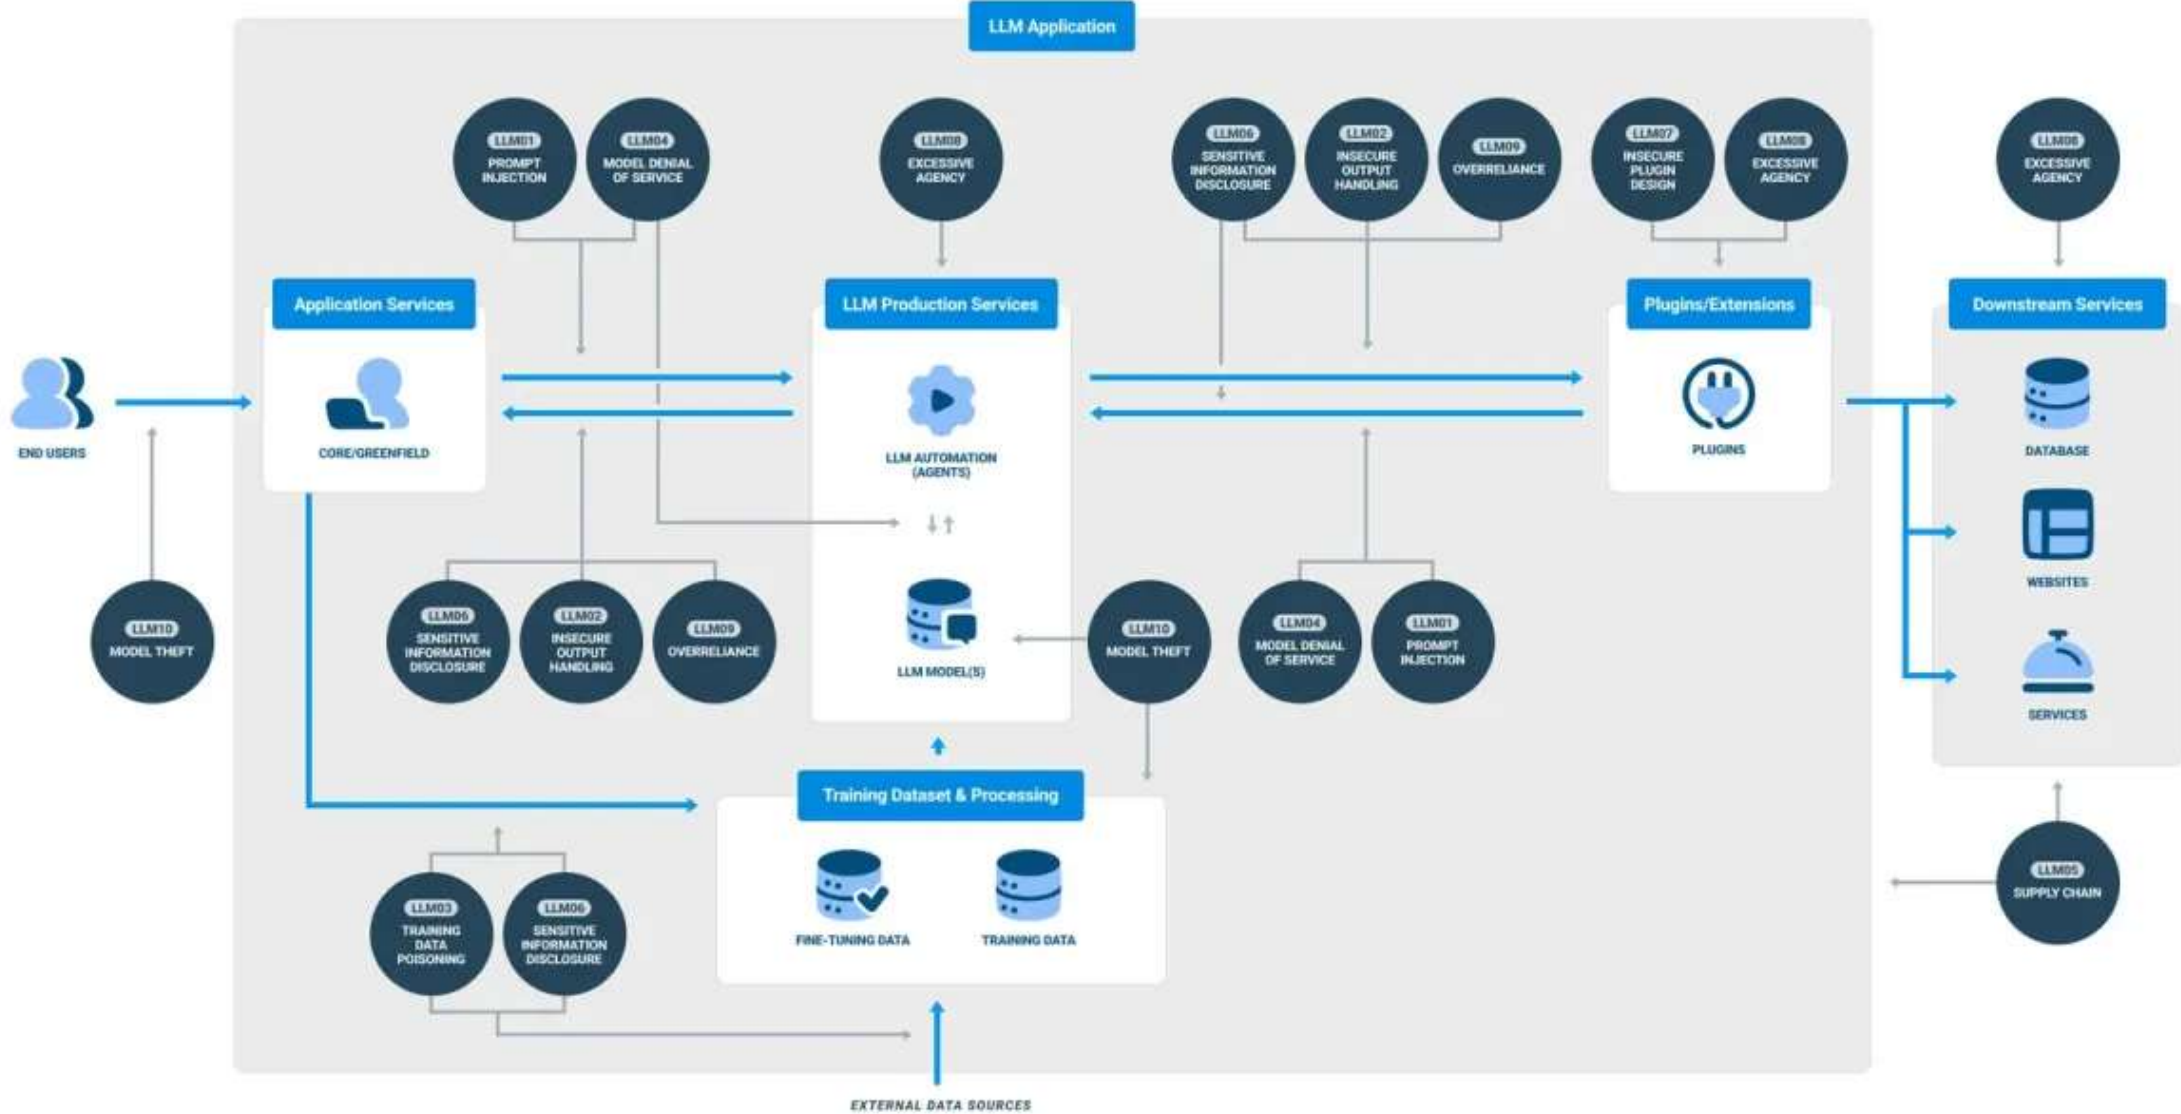 LLM Application
LLM01
PROMPT
INJECTION
LLM04
MODEL DENIAL
OF SERVICE
LLM08
EXCESSIVE
AGENCY
LLM06
SENSITIVE
INFORMATION
DISCLOSURE
LLM02
INSECURE
OUTPUT
HANDLING
LLM09
OVERRELIANCE
LLM07
INSECURE
PLUGIN
DESIGN
LLM08
EXCESSIVE
AGENCY
LLM08
EXCESSIVE
AGENCY
Application Services
LLM Production Services
Plugins/Extensions
Downstream Services
END USERS
CORE/GREENFIELD
LLM AUTOMATION
(AGENTS)
PLUGINS
DATABASE
WEBSITES
SERVICES
LLM10
MODEL THEFT
LLM06
SENSITIVE
INFORMATION
DISCLOSURE
LLM02
INSECURE
OUTPUT
HANDLING
LLM09
OVERRELIANCE
LLM MODEL(S)
LLM10
MODEL THEFT
LLM04
MODEL DENIAL
OF SERVICE
LLM01
PROMPT
INJECTION
Training Dataset & Processing
FINE-TUNING DATA
TRAINING DATA
LLM03
TRAINING
DATA
POISONING
LLM06
SENSITIVE
INFORMATION
DISCLOSURE
LLM05
SUPPLY CHAIN
EXTERNAL DATA SOURCES